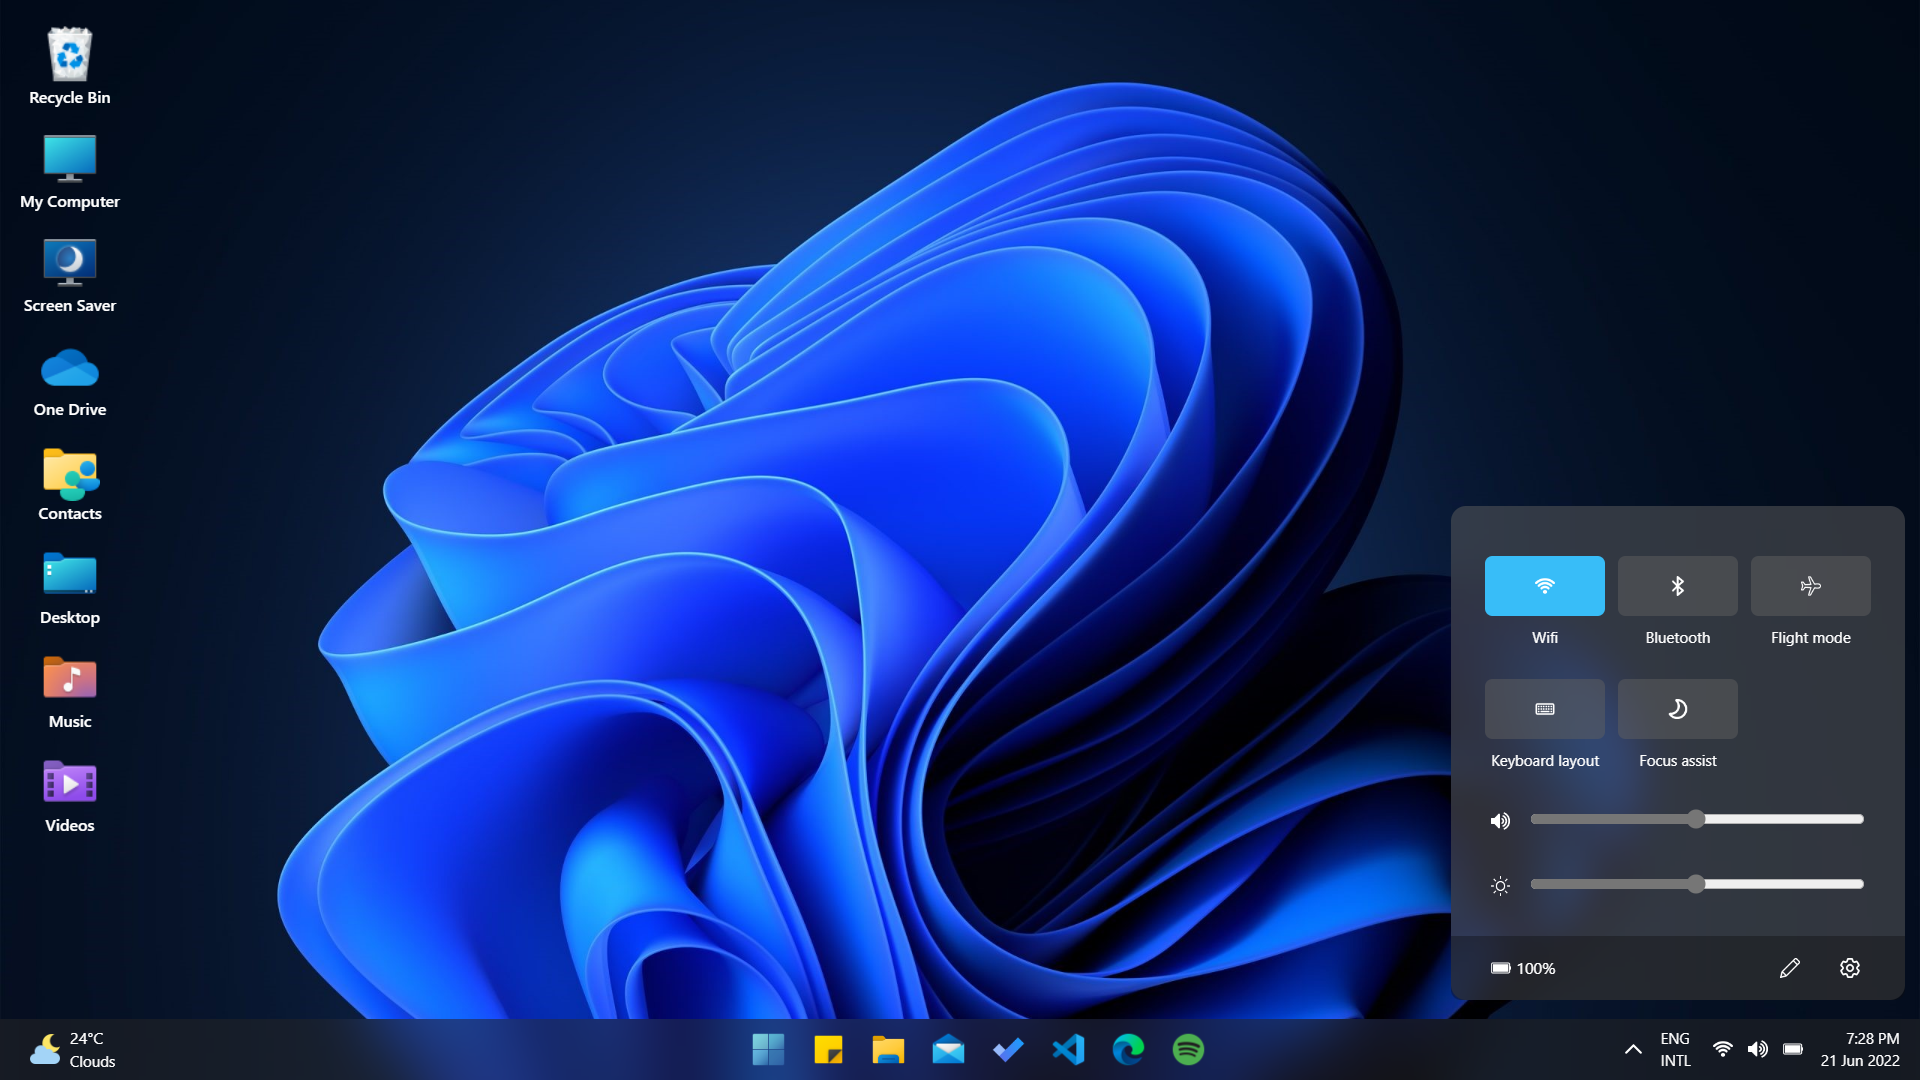 Recycle Bin
My Computer
Screen Saver
One Drive
Contacts
Desktop
Music
Videos
Wifi
Bluetooth
Flight mode
Keyboard layout
Focus assist
100%
24°C
Clouds
ENG
INTL
7:28 PM
21 Jun 2022